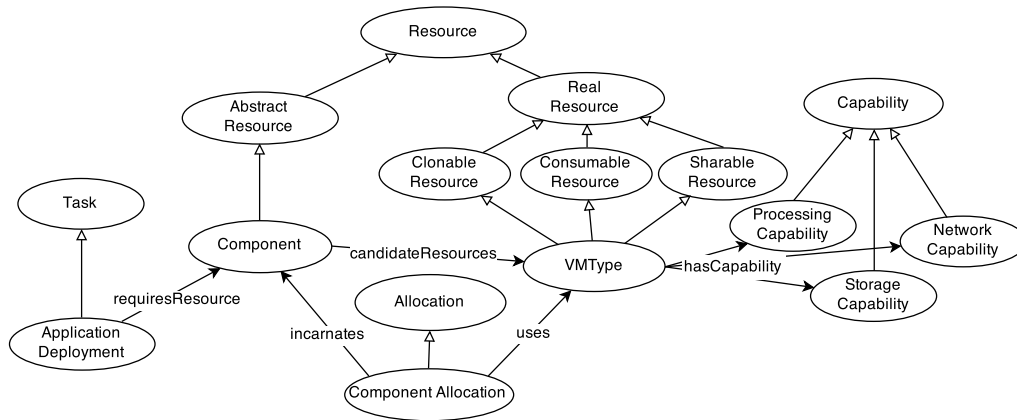 Resource
Real
Resource
Abstract
Resource
Capability
Clonable
Resource
Consumable
Resource
Sharable
Resource
Task
Processing
Capability
Network
Capability
Component
candidateResources
VMType
hasCapability
Storage
Capability
requiresResource
Allocation
incarnates
uses
Application
Deployment
Component Allocation